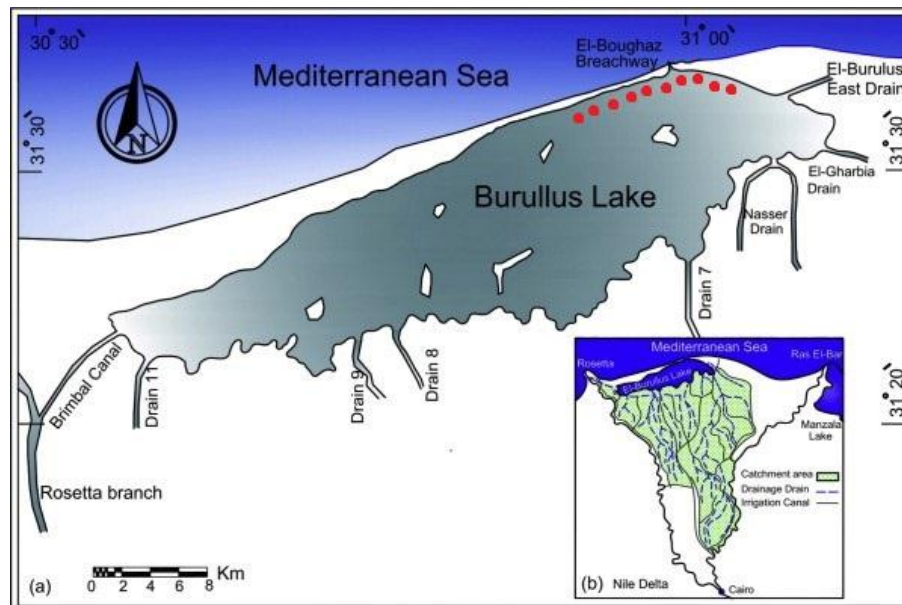 30° 30\
31° 00\
El-Boughaz
Breachway
Mediterranean Sea
El-Burulus
East Drain
N
31° 30\
31° 30\
Burullus Lake
El-Gharbia
Drain
Nasser
Drain
Drain 7
Brimbal Canal
Drain 11
Drain 9
Drain 8
31° 20\
Rosetta branch
(a)
0 2 4 6 8
Km
Mediterranean Sea
Rosetta
Ras El-Bar
El-Burullus Lake
Manzala
Lake
Catchment area
Drainage Drain
Irrigation Canal
(b)
Nile Delta
Cairo